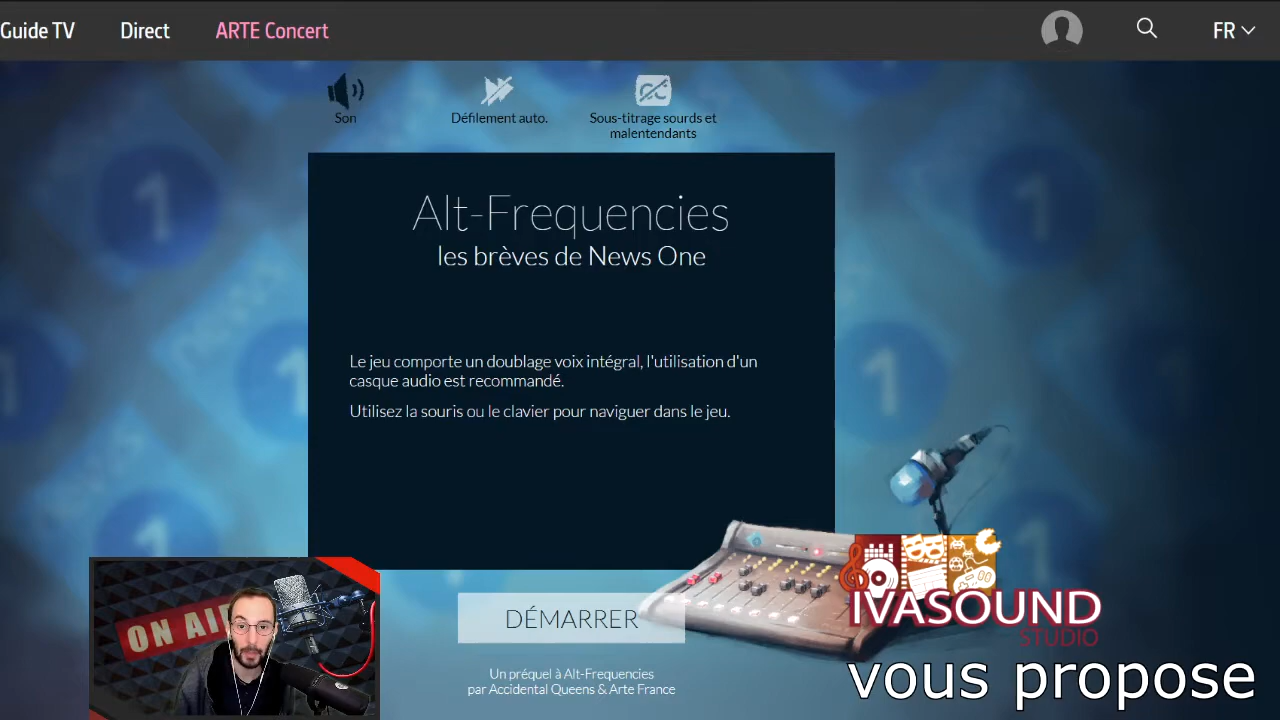 Guide TV
Direct
ARTE Concert
FR
Son
Défilement auto.
Sous-titrage sourds et
malentendants
Alt-Frequencies
les brèves de News One
Le jeu comporte un doublage voix intégral, l'utilisation d'un
casque audio est recommandé.
Utilisez la souris ou le clavier pour naviguer dans le jeu.
ON AIR
DÉMARRER
Un préquel à Alt-Frequencies
par Accidental Queens & Arte France
IVASOUND
STUDIO
vous propose